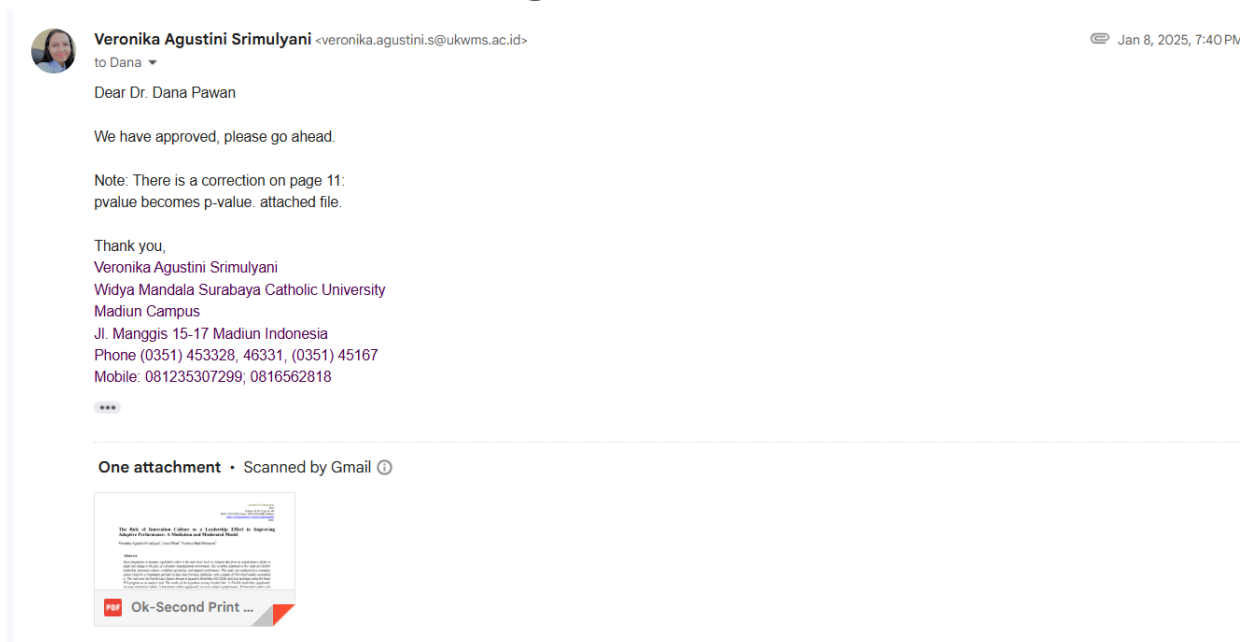 Veronika Agustini Srimulyani <veronika.agustini.s@ukwms.ac.id>
Jan 8, 2025, 7:40 PM
to Dana
Dear Dr. Dana Pawan
We have approved, please go ahead.
Note: There is a correction on page 11:
pvalue becomes p-value. attached file.
Thank you,
Veronika Agustini Srimulyani
Widya Mandala Surabaya Catholic University
Madiun Campus
Jl. Manggis 15-17 Madiun Indonesia
Phone (0351) 453328, 46331, (0351) 45167
Mobile: 081235307299; 0816562818
One attachment • Scanned by Gmail
The Role of Innovation Culture as a Leadership Effect in Improving
Adaptive Performance: A Mediation and Moderated Model
Abstract
PDF Ok-Second Print ...